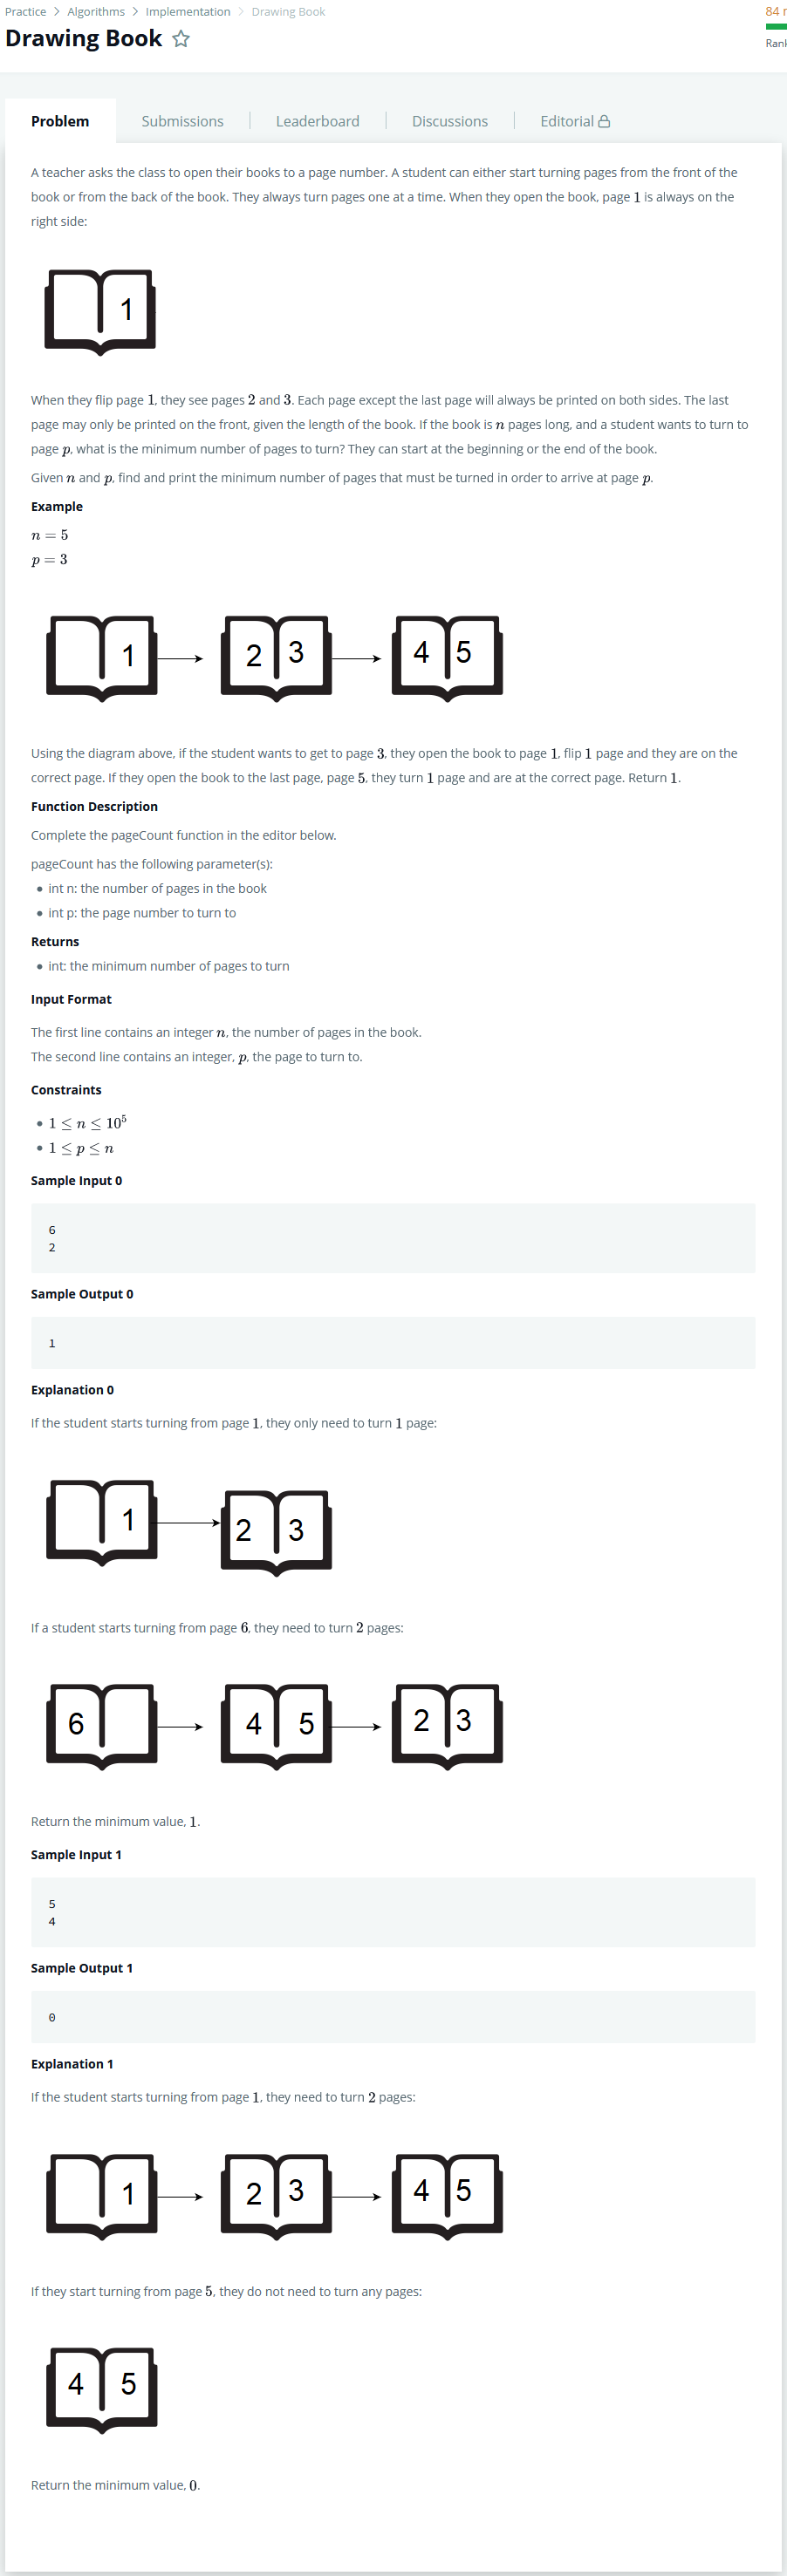 Practice > Algorithms > Implementation > Drawing Book
84
Drawing Book
Rank
Problem
Submissions
Leaderboard
Discussions
Editorial
A teacher asks the class to open their books to a page number. A student can either start turning pages from the front of the
book or from the back of the book. They always turn pages one at a time. When they open the book, page 1 is always on the
right side:
1
When they flip page 1, they see pages 2 and 3. Each page except the last page will always be printed on both sides. The last
page may only be printed on the front, given the length of the book. If the book is n pages long, and a student wants to turn to
page p, what is the minimum number of pages to turn? They can start at the beginning or the end of the book.
Given n and p, find and print the minimum number of pages that must be turned in order to arrive at page p.
Example
n = 5
p = 3
1 2 3 4 5
Using the diagram above, if the student wants to get to page 3, they open the book to page 1, flip 1 page and they are on the
correct page. If they open the book to the last page, page 5, they turn 1 page and are at the correct page. Return 1.
Function Description
Complete the pageCount function in the editor below.
pageCount has the following parameter(s):
• int n: the number of pages in the book
• int p: the page number to turn to
Returns
• int: the minimum number of pages to turn
Input Format
The first line contains an integer n, the number of pages in the book.
The second line contains an integer, p, the page to turn to.
Constraints
• 1 ≤ n ≤ 10⁵
• 1 ≤ p ≤ n
Sample Input 0
6
2
Sample Output 0
1
Explanation 0
If the student starts turning from page 1, they only need to turn 1 page:
1 2 3
If a student starts turning from page 6, they need to turn 2 pages:
6 4 5 2 3
Return the minimum value, 1.
Sample Input 1
5
4
Sample Output 1
0
Explanation 1
If the student starts turning from page 1, they need to turn 2 pages:
1 2 3 4 5
If they start turning from page 5, they do not need to turn any pages:
4 5
Return the minimum value, 0.